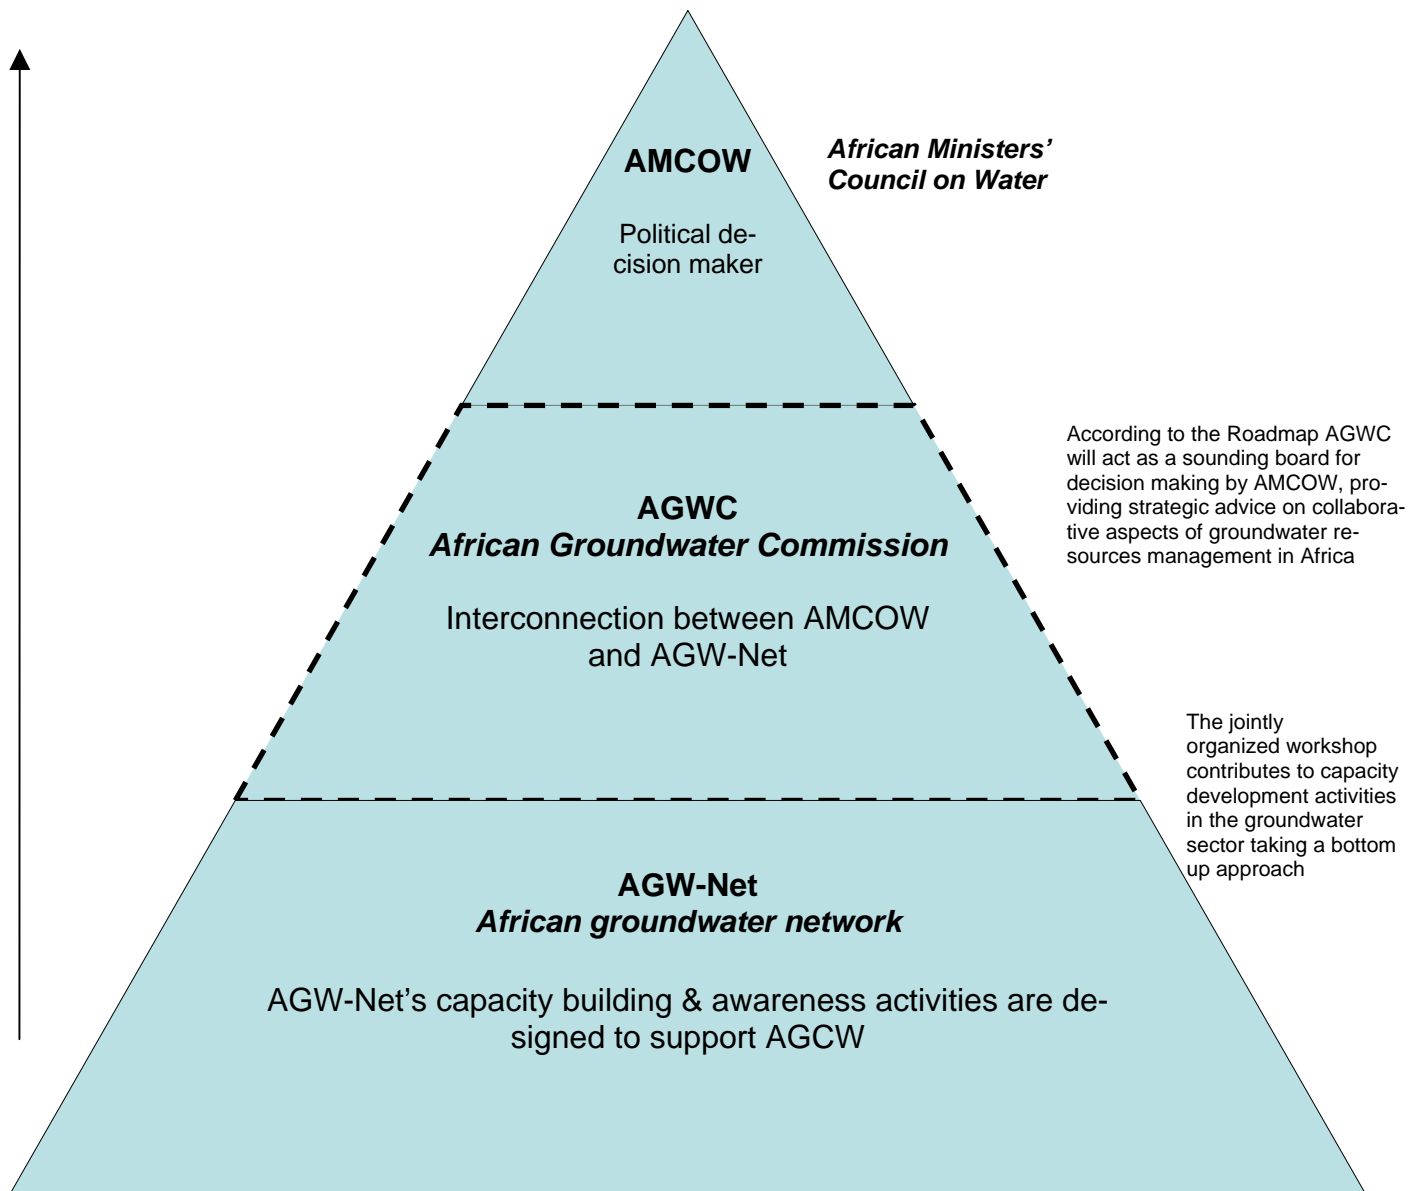 AMCOW
African Ministers’
Council on Water
Political de-
cision maker
AGWC
African Groundwater Commission
Interconnection between AMCOW
and AGW-Net
According to the Roadmap AGWC
will act as a sounding board for
decision making by AMCOW, pro-
viding strategic advice on collabora-
tive aspects of groundwater re-
sources management in Africa
The jointly
organized workshop
contributes to capacity
development activities
in the groundwater
sector taking a bottom
up approach
AGW-Net
African groundwater network
AGW-Net’s capacity building & awareness activities are de-
signed to support AGCW